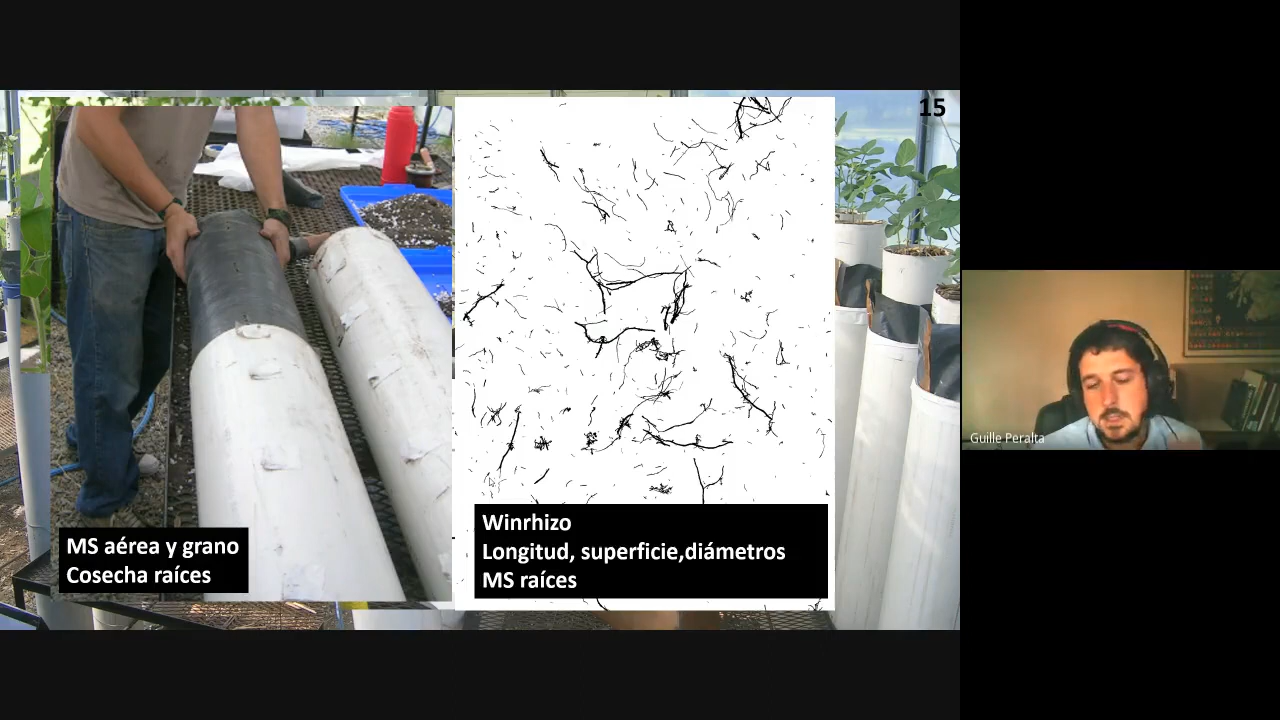 15
MS aérea y grano
Cosecha raíces
Winrhizo
Longitud, superficie,diámetros
MS raíces
Guille Peralta